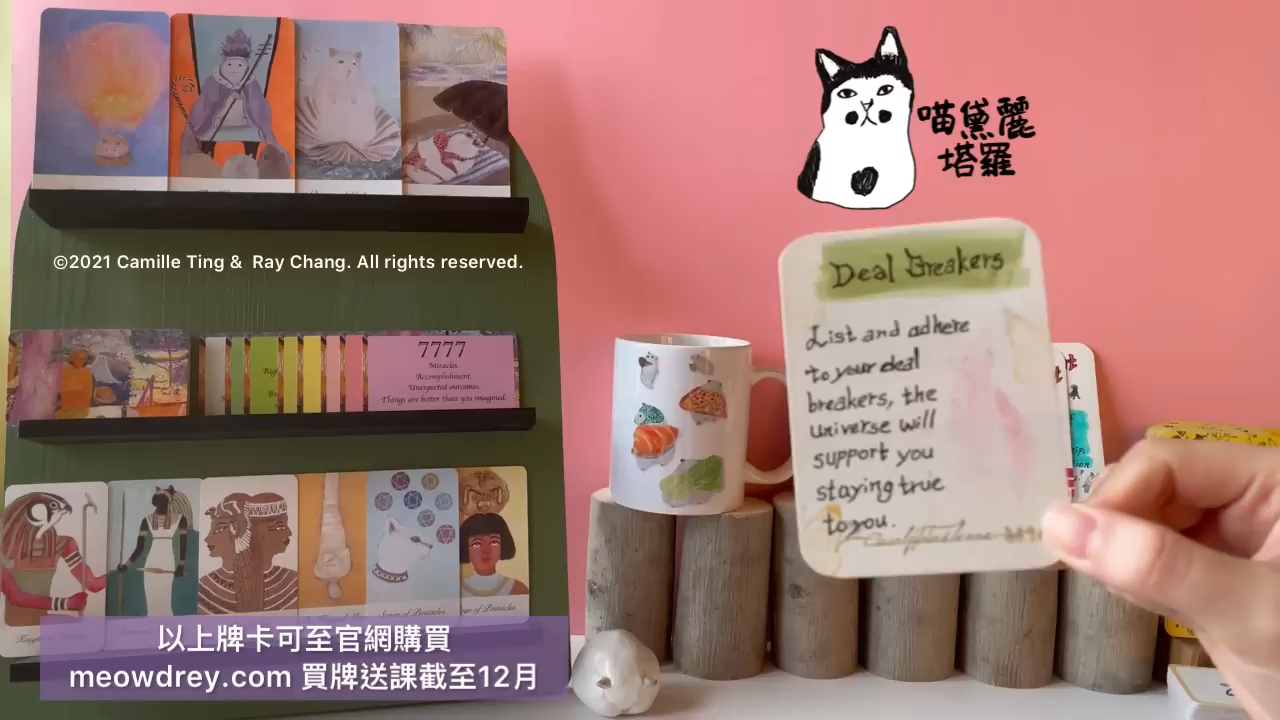 喵黛麗
塔羅
©2021 Camille Ting & Ray Chang. All rights reserved.
Deal Breakers
List and adhere
to your deal
breakers, the
universe will
support you
staying true
to you.
7777
Miracles.
Accomplishment.
Unexpected outcomes.
Things are better than you imagined.
以上牌卡可至官網購買
meowdrey.com 買牌送課截至12月